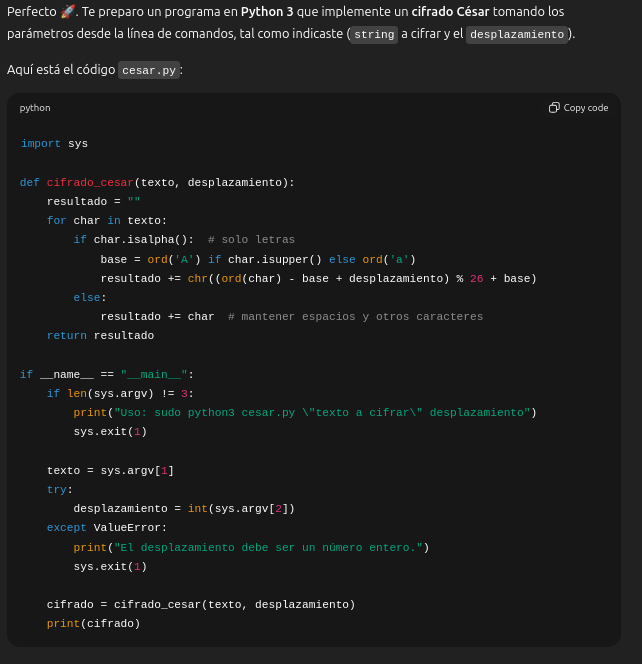 Perfecto 🚀. Te preparo un programa en Python 3 que implemente un cifrado César tomando los
parámetros desde la línea de comandos, tal como indicaste (string a cifrar y el desplazamiento).
Aquí está el código cesar.py:
python
Copy code
import sys

def cifrado_cesar(texto, desplazamiento):
    resultado = ""
    for char in texto:
        if char.isalpha():  # solo letras
            base = ord('A') if char.isupper() else ord('a')
            resultado += chr((ord(char) - base + desplazamiento) % 26 + base)
        else:
            resultado += char  # mantener espacios y otros caracteres
    return resultado

if __name__ == "__main__":
    if len(sys.argv) != 3:
        print("Uso: sudo python3 cesar.py \"texto a cifrar\" desplazamiento")
        sys.exit(1)

    texto = sys.argv[1]
    try:
        desplazamiento = int(sys.argv[2])
    except ValueError:
        print("El desplazamiento debe ser un número entero.")
        sys.exit(1)

    cifrado = cifrado_cesar(texto, desplazamiento)
    print(cifrado)